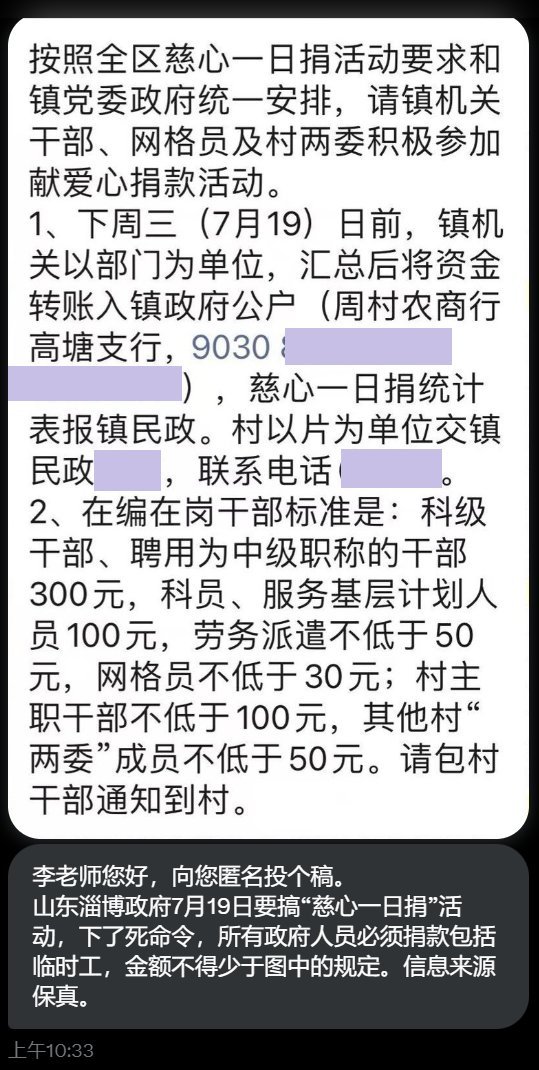 按照全区慈心一日捐活动要求和
镇党委政府统一安排，请镇机关
干部、网格员及村两委积极参加
献爱心捐款活动。
1、下周三（7月19）日前，镇机
关以部门为单位，汇总后将资金
转账入镇政府公户（周村农商行
高塘支行，9030
），慈心一日捐统计
表报镇民政。村以片为单位交镇
民政，联系电话（。
2、在编在岗干部标准是：科级
干部、聘用为中级职称的干部
300元，科员、服务基层计划人
员100元，劳务派遣不低于50
元，网格员不低于30元；村主
职干部不低于100元，其他村“
两委”成员不低于50元。请包村
干部通知到村。
李老师您好，向您匿名投个稿。
山东淄博政府7月19日要搞“慈心一日捐”活
动，下了死命令，所有政府人员必须捐款包括
临时工，金额不得少于图中的规定。信息来源
保真。
上午10:33